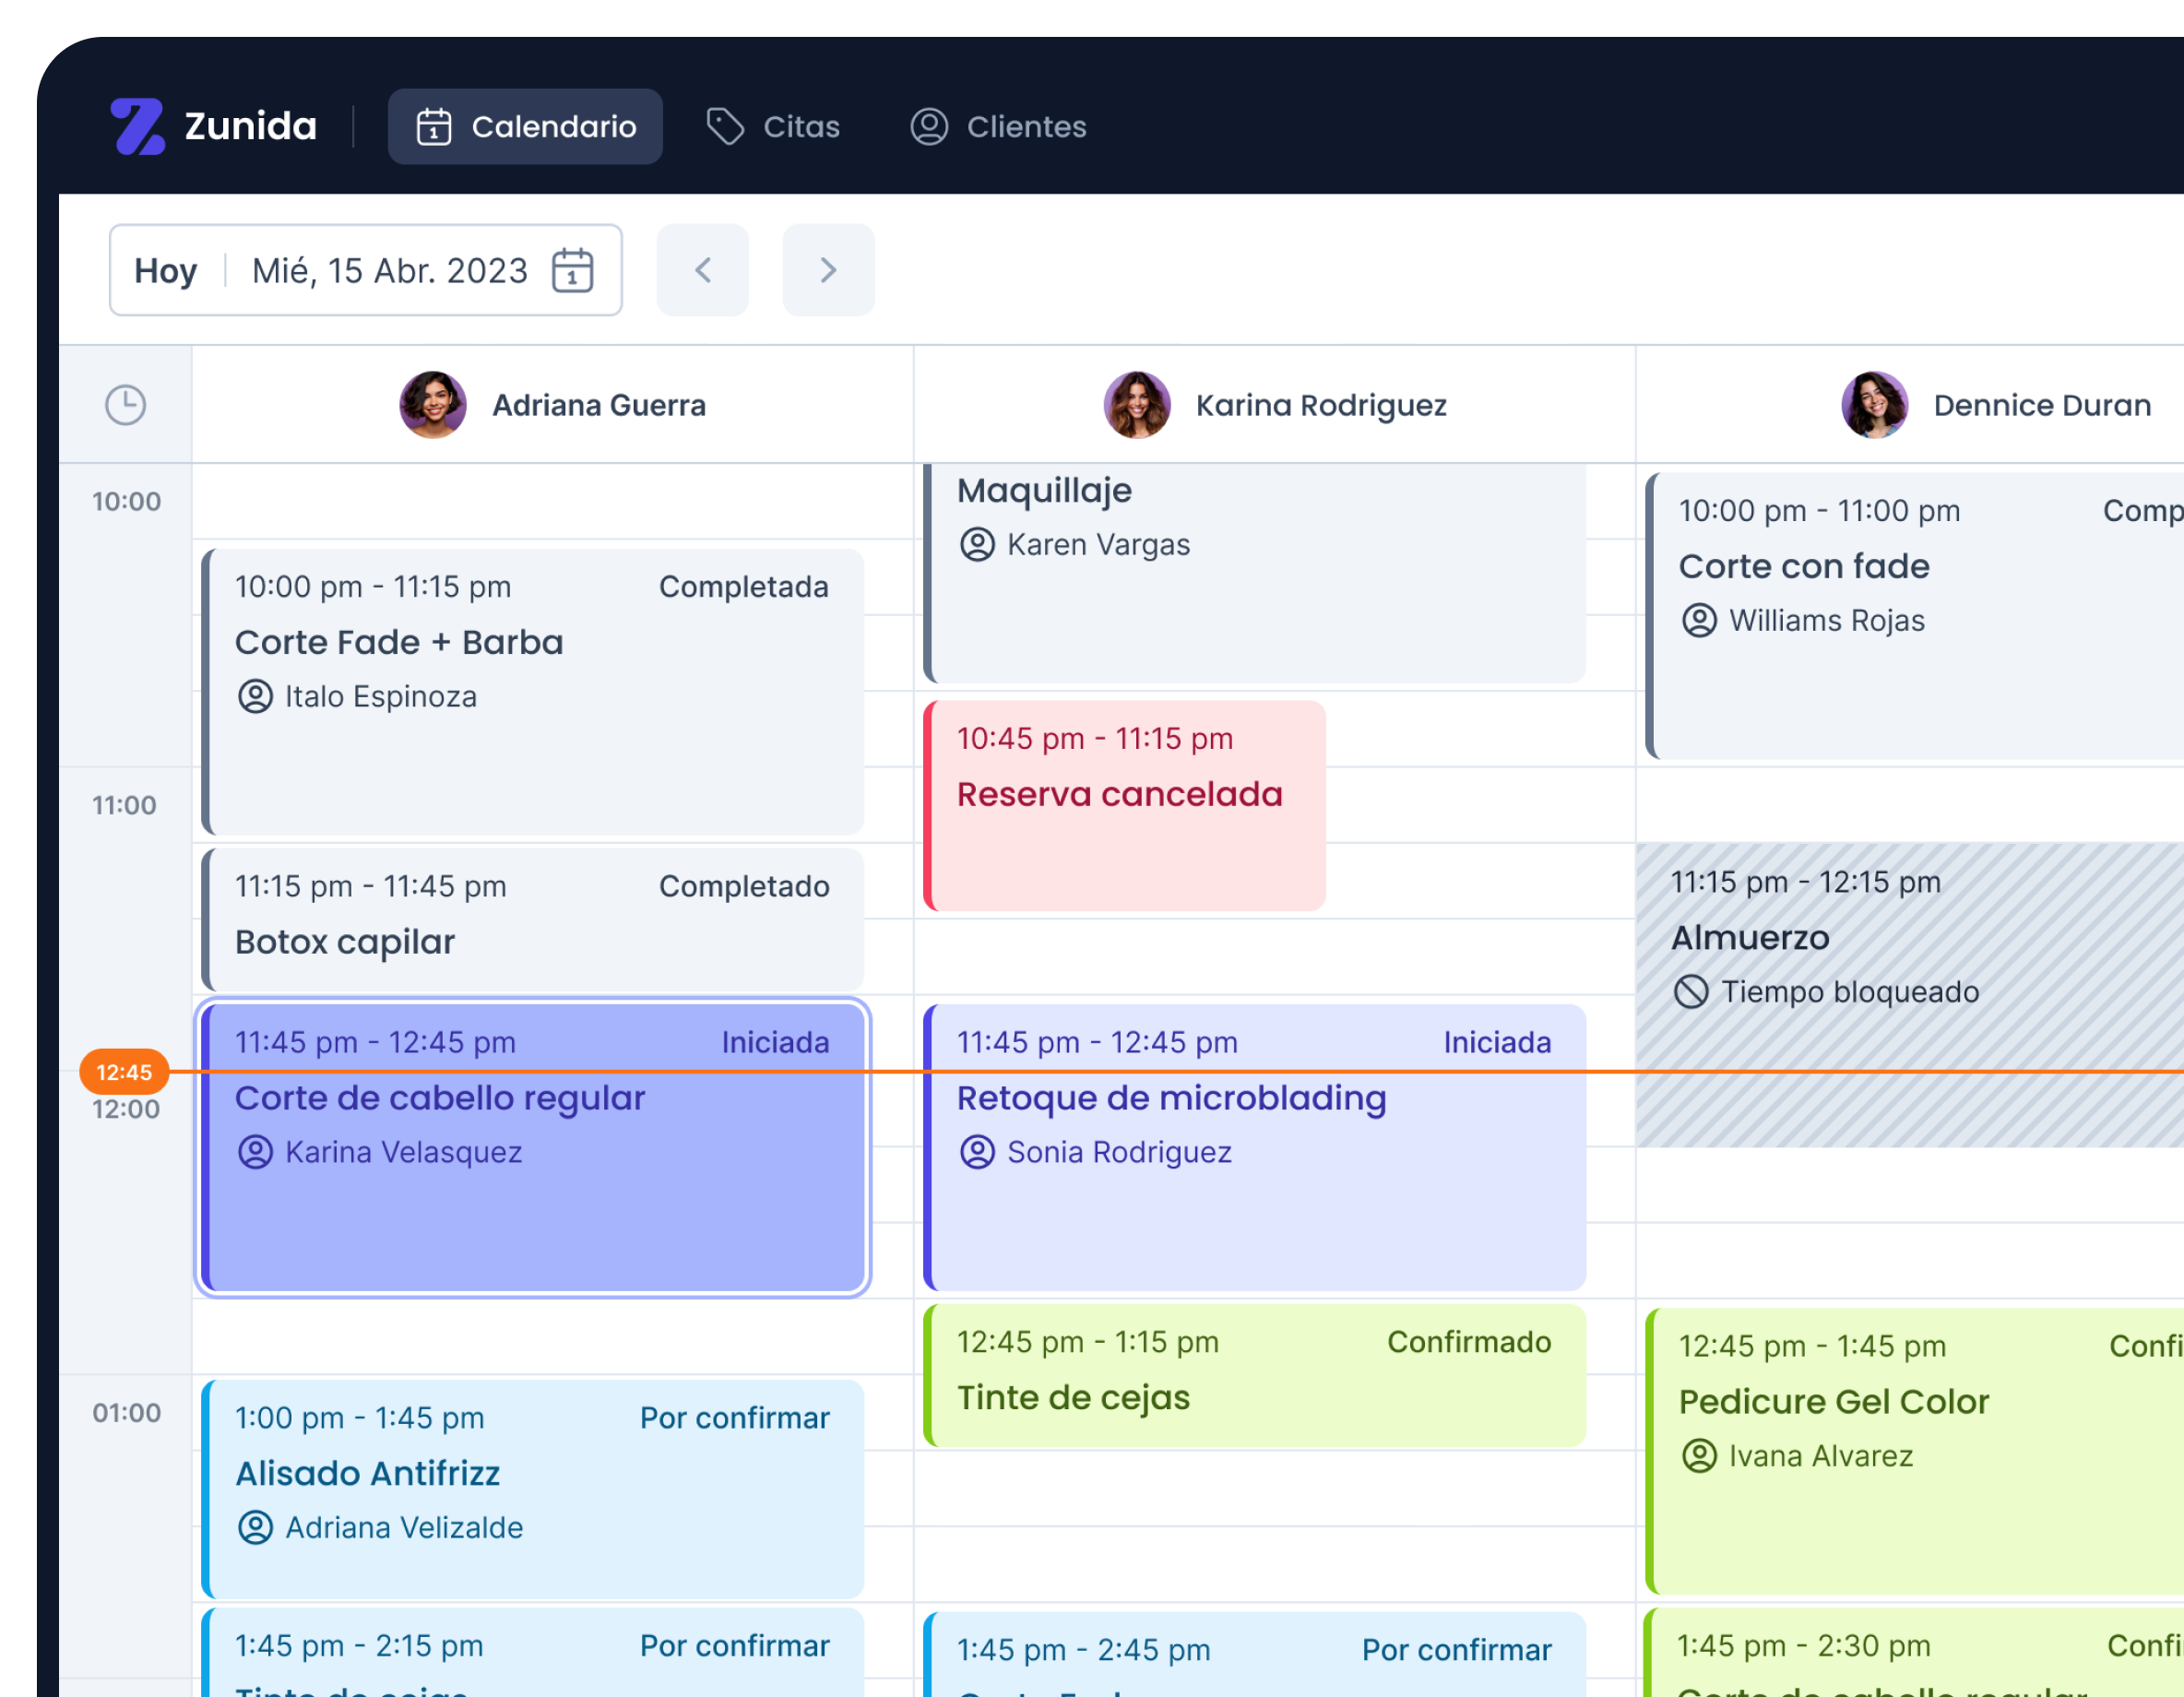 Zunida
Calendario
Citas
Clientes
Hoy
Mié, 15 Abr. 2023
Adriana Guerra
Karina Rodriguez
Dennice Duran
10:00
11:00
12:45
12:00
01:00
10:00 pm - 11:15 pm
Completada
Corte Fade + Barba
Italo Espinoza
11:15 pm - 11:45 pm
Completado
Botox capilar
11:45 pm - 12:45 pm
Iniciada
Corte de cabello regular
Karina Velasquez
1:00 pm - 1:45 pm
Por confirmar
Alisado Antifrizz
Adriana Velizalde
1:45 pm - 2:15 pm
Por confirmar
Tinte de cejas
Maquillaje
Karen Vargas
10:45 pm - 11:15 pm
Reserva cancelada
11:45 pm - 12:45 pm
Iniciada
Retoque de microblading
Sonia Rodriguez
12:45 pm - 1:15 pm
Confirmado
Tinte de cejas
1:45 pm - 2:45 pm
Por confirmar
10:00 pm - 11:00 pm
Comp
Corte con fade
Williams Rojas
11:15 pm - 12:15 pm
Almuerzo
Tiempo bloqueado
12:45 pm - 1:45 pm
Confi
Pedicure Gel Color
Ivana Alvarez
1:45 pm - 2:30 pm
Confi
Corte de cabello regular